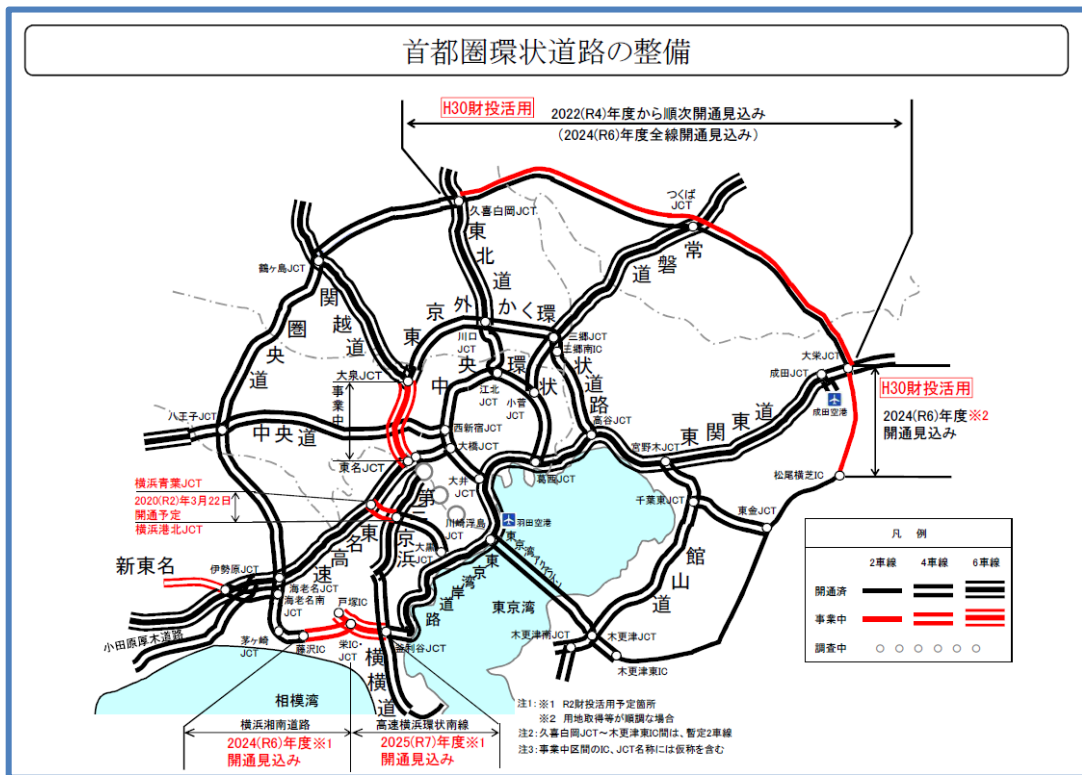 首都圏環状道路の整備
H30財投活用
2022(R4)年度から順次開通見込み
(2024(R6)年度全線開通見込み)
つくば
JCT
久喜白岡JCT
東北道
常磐道
鶴ヶ島JCT
関越道
東京外かく環状道路
圏央道
川口
JCT
三郷JCT
三郷南IC
中央環状
大泉JCT
事業中
江北
JCT
小菅
JCT
大栄JCT
成田JCT
成田空港
H30財投活用
2024(R6)年度※2
開通見込み
八王子JCT
中央道
西新宿JCT
大橋JCT
高谷JCT
宮野木JCT
東関東道
東名JCT
大井
JCT
葛西JCT
松尾横芝IC
横浜青葉JCT
2020(R2)年3月22日
開通予定
横浜港北JCT
第三京浜
千葉東JCT
東金JCT
川崎浮島
JCT
羽田空港
東名高速
大黒
JCT
東京湾アクアライン
東京湾岸道路
東京湾
館山道
新東名
伊勢原JCT
海老名JCT
海老名南
JCT
戸塚IC
小田原厚木道路
茅ヶ崎
JCT
藤沢IC
栄IC・
JCT
釜利谷JCT
横横道
木更津南JCT
木更津JCT
木更津東IC
相模湾
凡 例
2車線 4車線 6車線
開通済
事業中
調査中 ○ ○ ○ ○ ○ ○
横浜湘南道路
2024(R6)年度※1
開通見込み
高速横浜環状南線
2025(R7)年度※1
開通見込み
注1:※1 R2財投活用予定箇所
※2 用地取得等が順調な場合
注2:久喜白岡JCT~木更津東IC間は、暫定2車線
注3:事業中区間のIC、JCT名称には仮称を含む